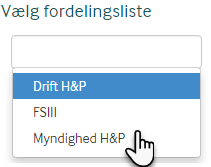 Vælg fordelingsliste
Drift H&P
FSIII
Myndighed H&P